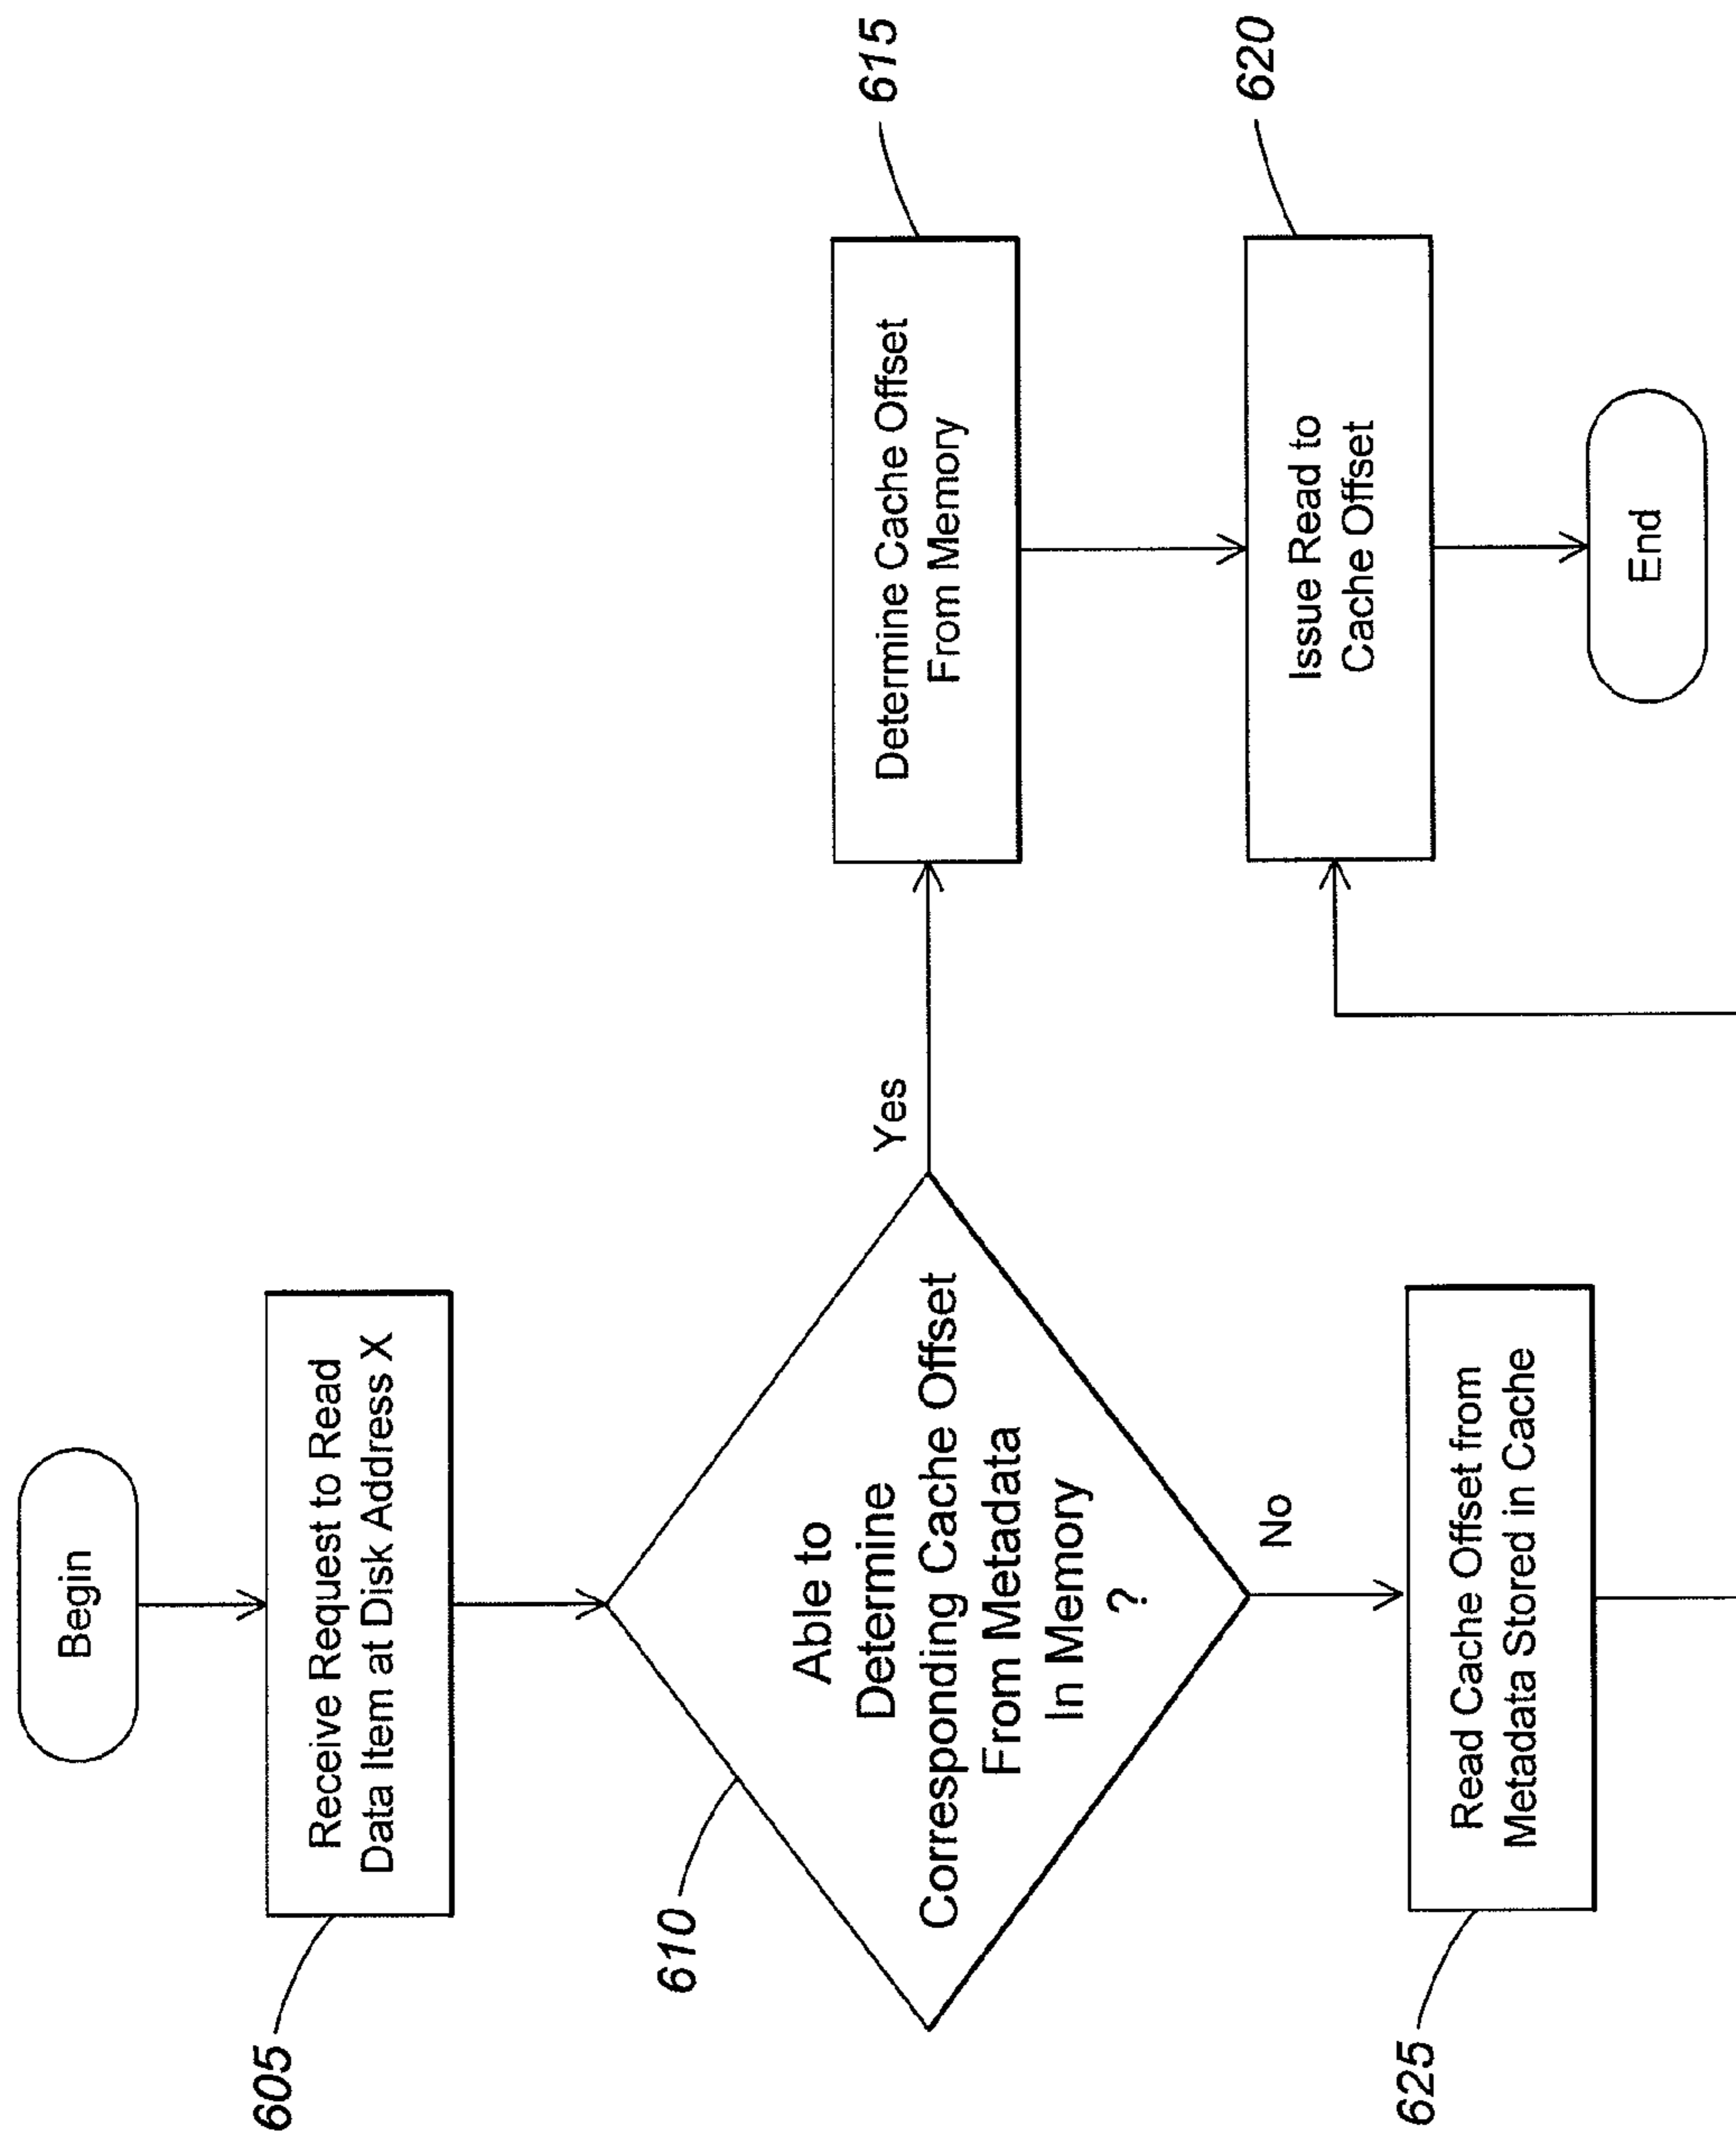 Begin
605
Receive Request to Read
Data Item at Disk Address X
610
Able to
Determine
Corresponding Cache Offset
From Metadata
In Memory
?
Yes
No
615
Determine Cache Offset
From Memory
620
Issue Read to
Cache Offset
End
625
Read Cache Offset from
Metadata Stored in Cache